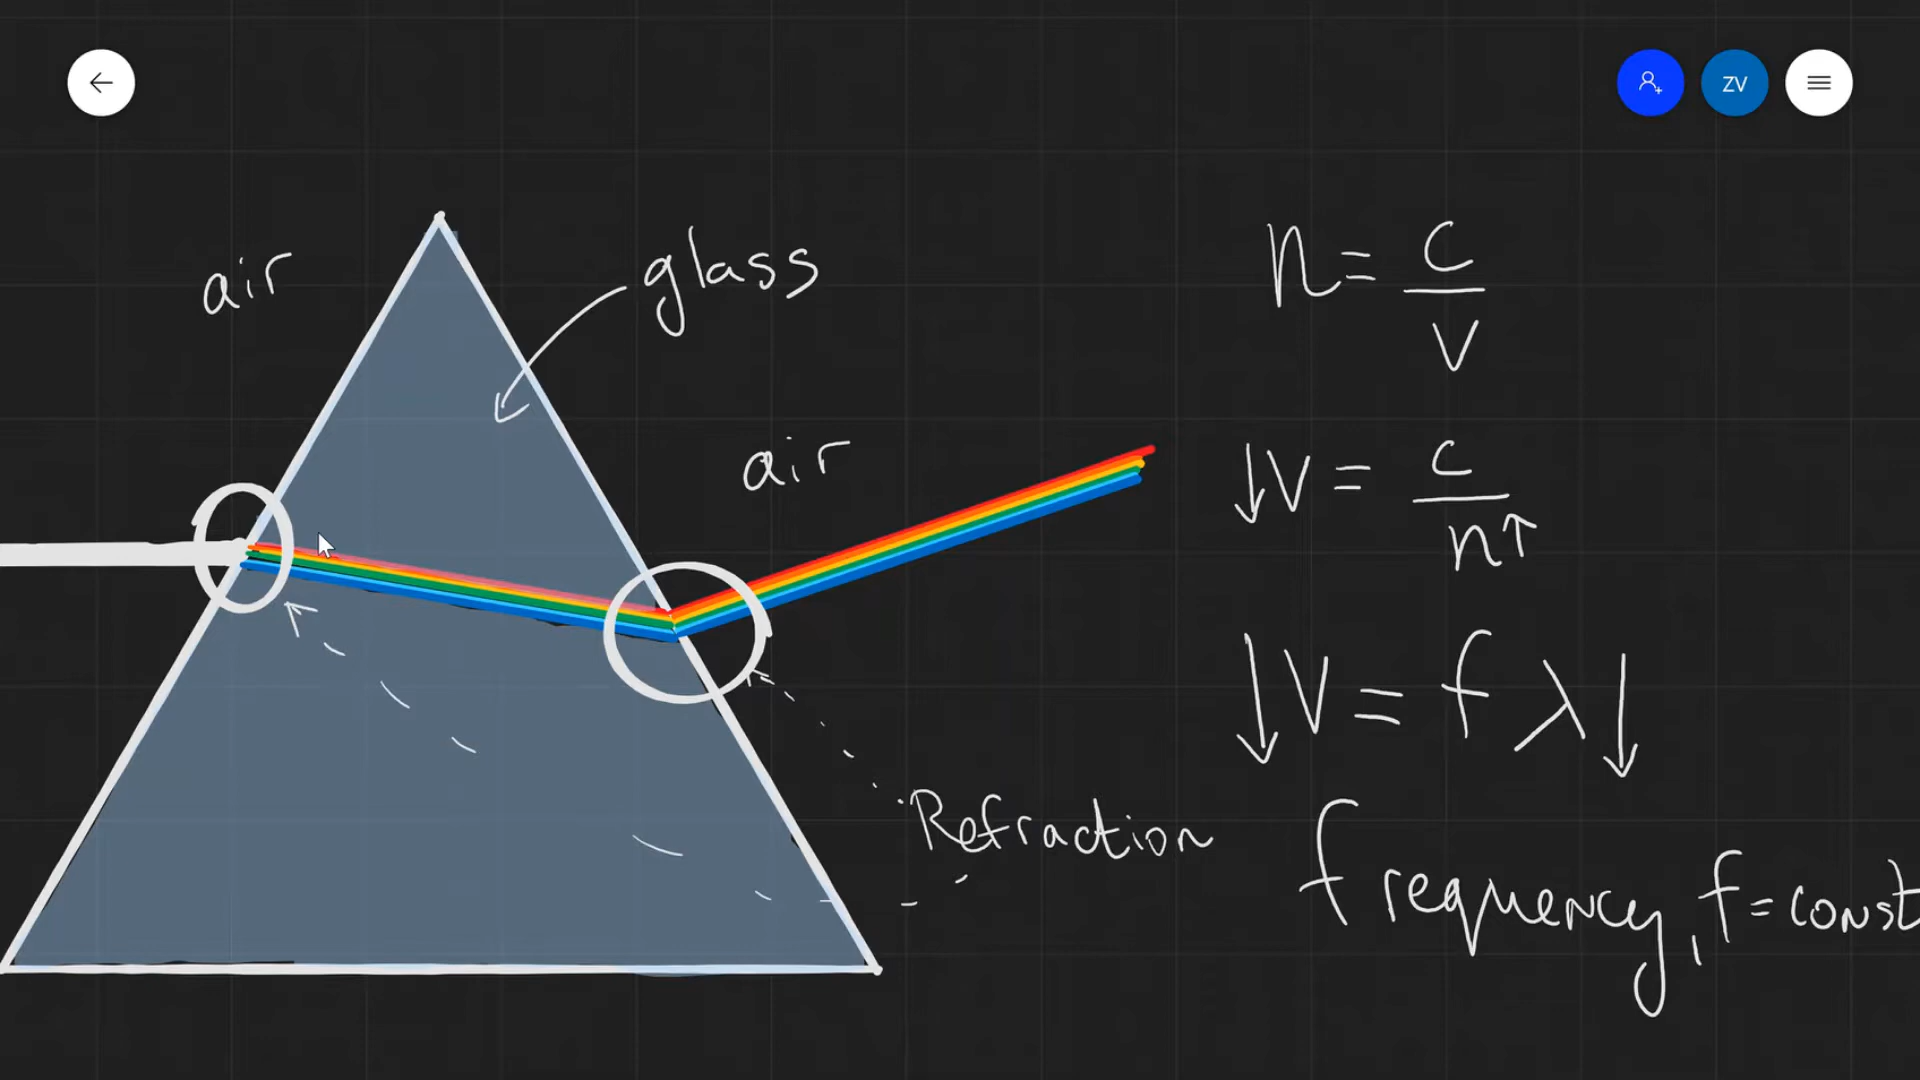 ZV
air
glass
n = c/v
air
↓v = c/n↑
↓v = f λ↓
Refraction
frequency, f = const